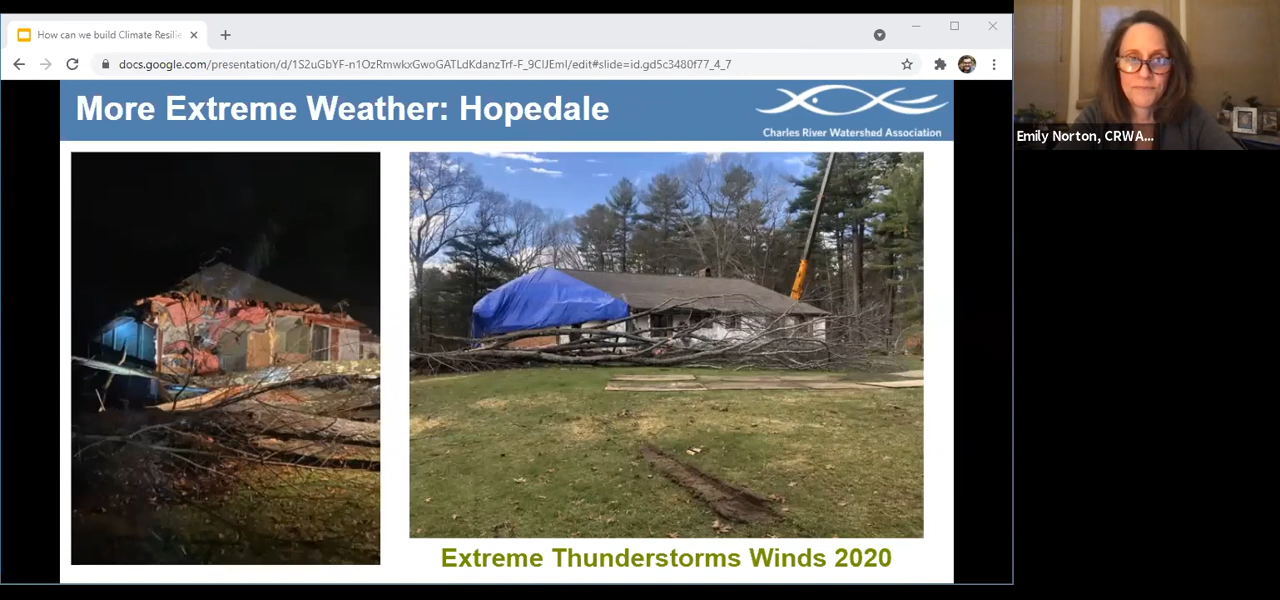 How can we build Climate Resilie
docs.google.com/presentation/d/1S2uGbYF-n1OzRmwkxGwoGATLdKdanzTrf-F_9ClJEmI/edit#slide=id.gd5c3480f77_4_7
More Extreme Weather: Hopedale
Charles River Watershed Association
Emily Norton, CRWA...
Extreme Thunderstorms Winds 2020